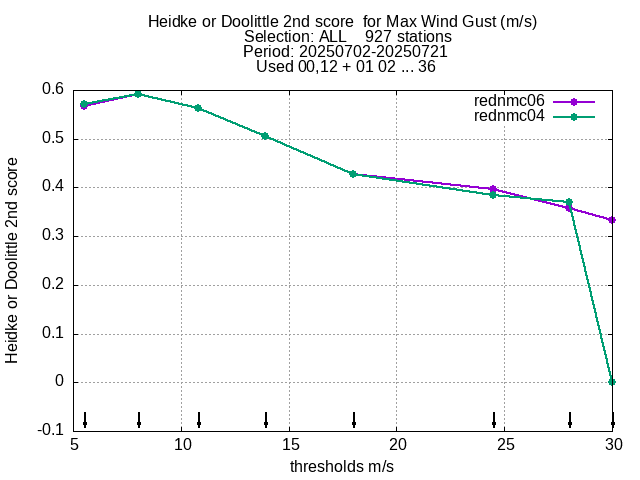 Heidke or Doolittle 2nd score  for Max Wind Gust (m/s)
Selection: ALL    927 stations
Period: 20250702-20250721
Used 00,12 + 01 02 ... 36
rednmc06
rednmc04
Heidke or Doolittle 2nd score
0.6
0.5
0.4
0.3
0.2
0.1
0
-0.1
5 10 15 20 25 30
thresholds m/s